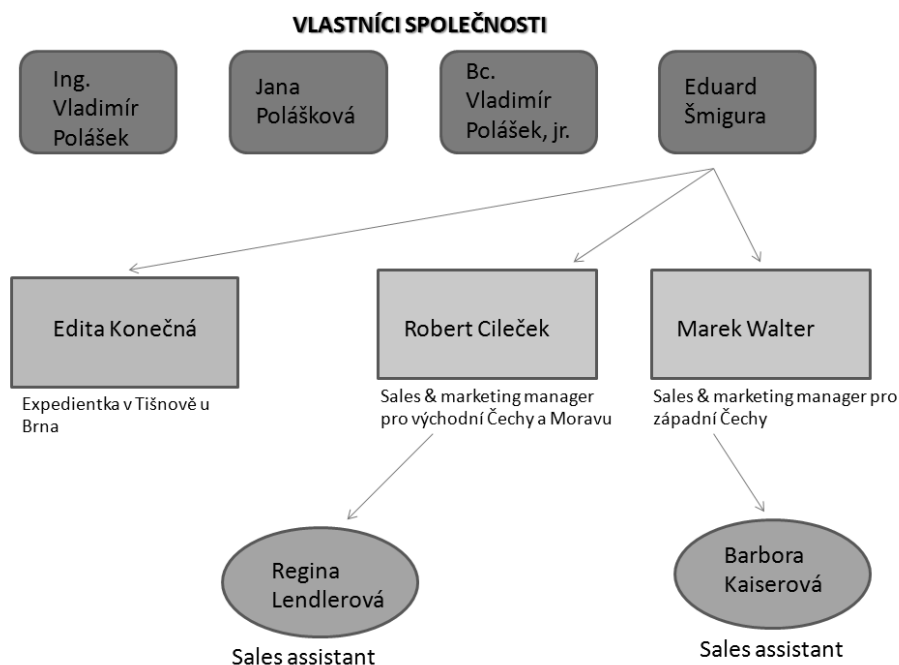 VLASTNÍCI SPOLEČNOSTI
Ing.
Vladimír
Polášek
Jana
Polášková
Bc.
Vladimír
Polášek, jr.
Eduard
Šmigura
Edita Konečná
Robert Cileček
Marek Walter
Expedientka v Tišnově u
Brna
Sales & marketing manager
pro východní Čechy a Moravu
Sales & marketing manager pro
západní Čechy
Regina
Lendlerová
Barbora
Kaiserová
Sales assistant
Sales assistant